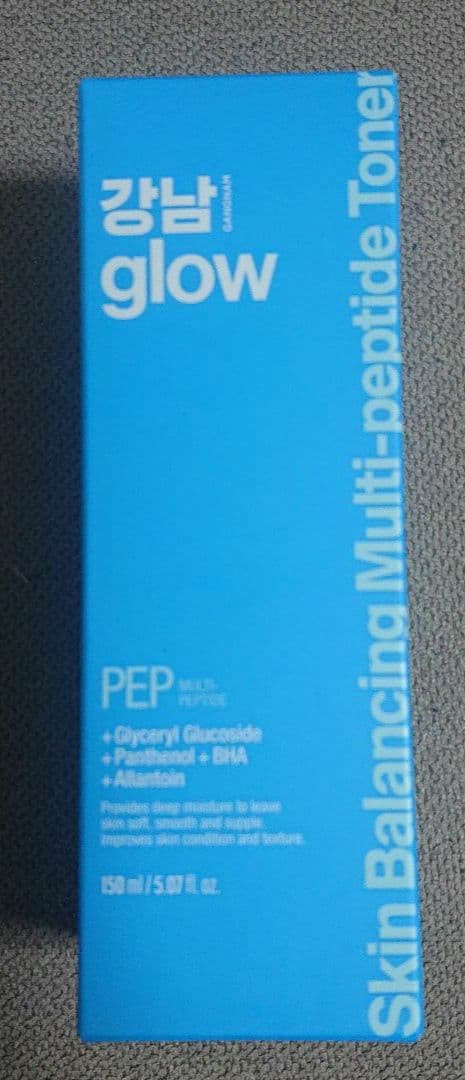 강남
GANGNAM
glow
Skin Balancing Multi-peptide Toner
PEP MULTI-
PEPTIDE
+Glyceryl Glucoside
+Panthenol + BHA
+Allantoin
Provides deep moisture to leave
skin soft, smooth and supple.
Improves skin condition and texture.
150 ml / 5.07 fl. oz.